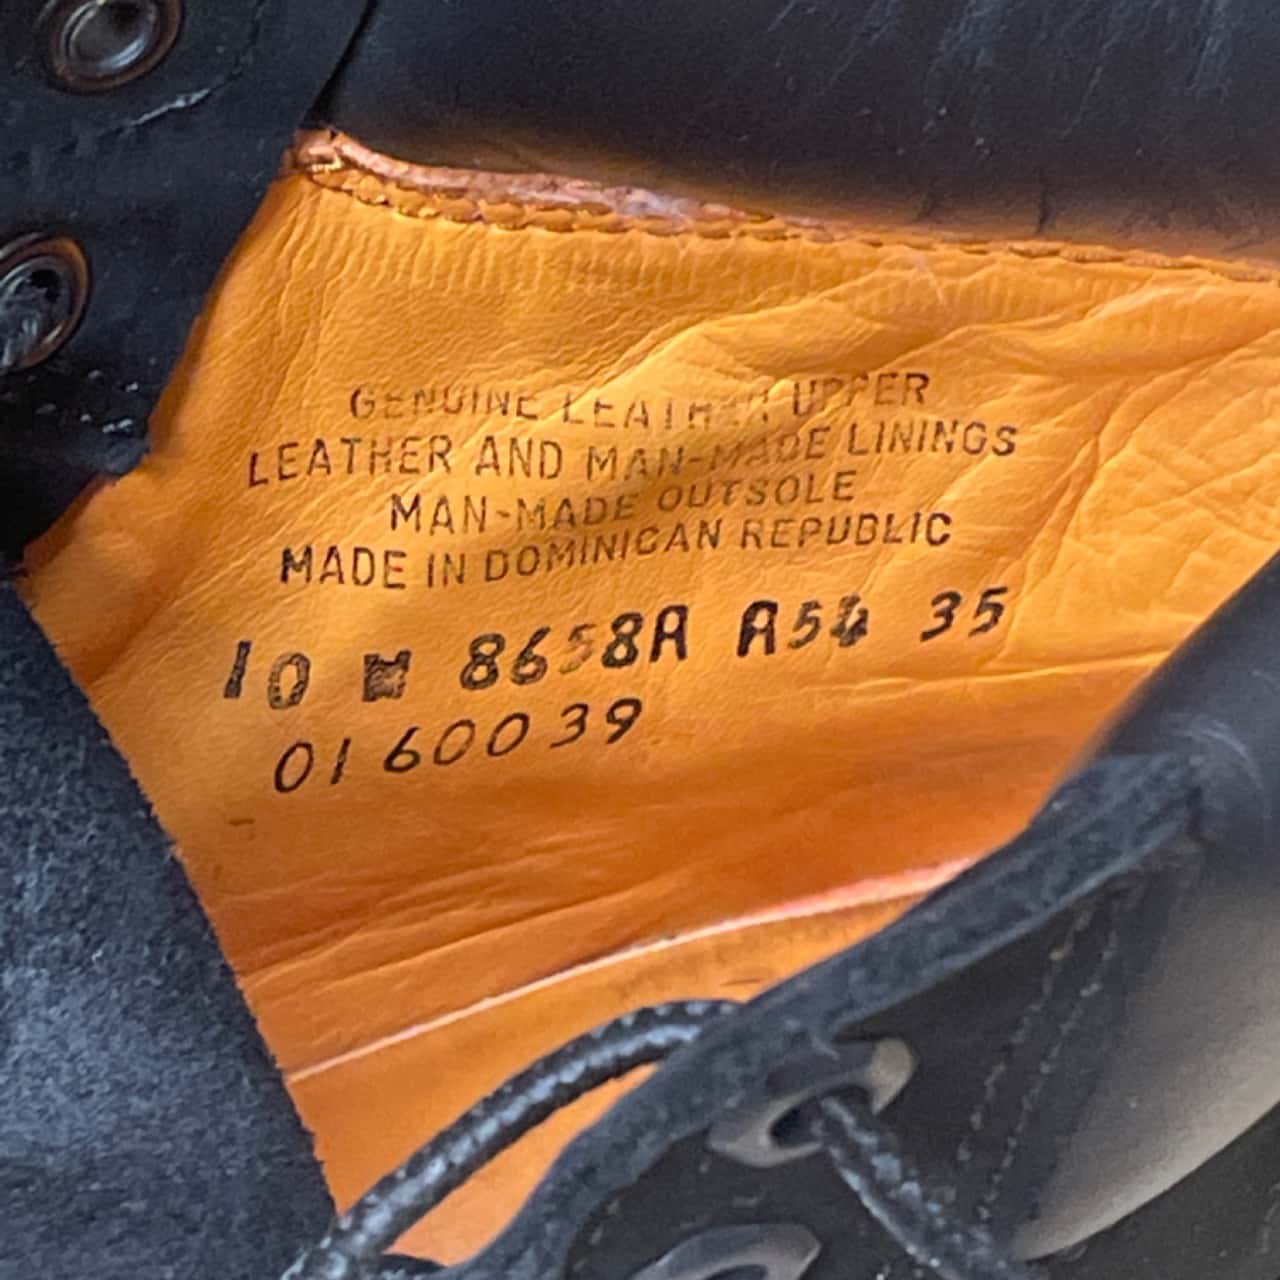 GENUINE LEATHER UPPER
LEATHER AND MAN-MADE LININGS
MAN-MADE OUTSOLE
MADE IN DOMINICAN REPUBLIC
10 8658A 35
0160039